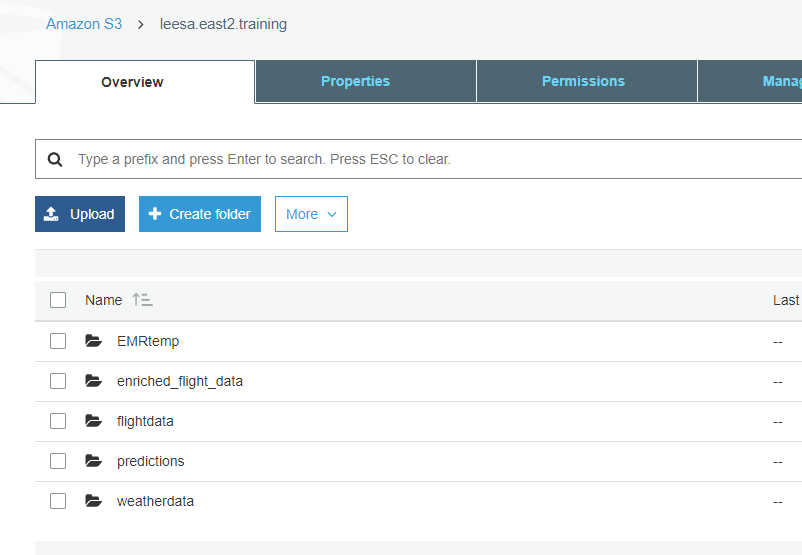 Amazon S3 > leesa.east2.training
Overview Properties Permissions Manag
Type a prefix and press Enter to search. Press ESC to clear.
Upload Create folder More
Name Last
EMRtemp --
enriched_flight_data --
flightdata --
predictions --
weatherdata --